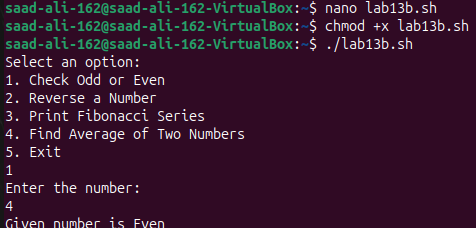 saad-ali-162@saad-ali-162-VirtualBox:~$ nano lab13b.sh
saad-ali-162@saad-ali-162-VirtualBox:~$ chmod +x lab13b.sh
saad-ali-162@saad-ali-162-VirtualBox:~$ ./lab13b.sh
Select an option:
1. Check Odd or Even
2. Reverse a Number
3. Print Fibonacci Series
4. Find Average of Two Numbers
5. Exit
1
Enter the number:
4
Given number is Even